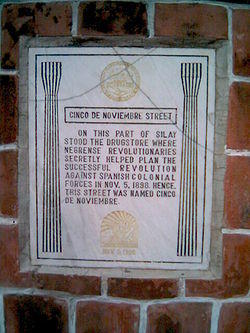 CINCO DE NOVIEMBRE STREET
ON THIS PART OF SILAY
STOOD THE DRUGSTORE WHERE
NEGRENSE REVOLUTIONARIES
SECRETLY HELPED PLAN THE
SUCCESSFUL REVOLUTION
AGAINST SPANISH COLONIAL
FORCES IN NOV. 5, 1898. HENCE,
THIS STREET WAS NAMED CINCO
DE NOVIEMBRE.